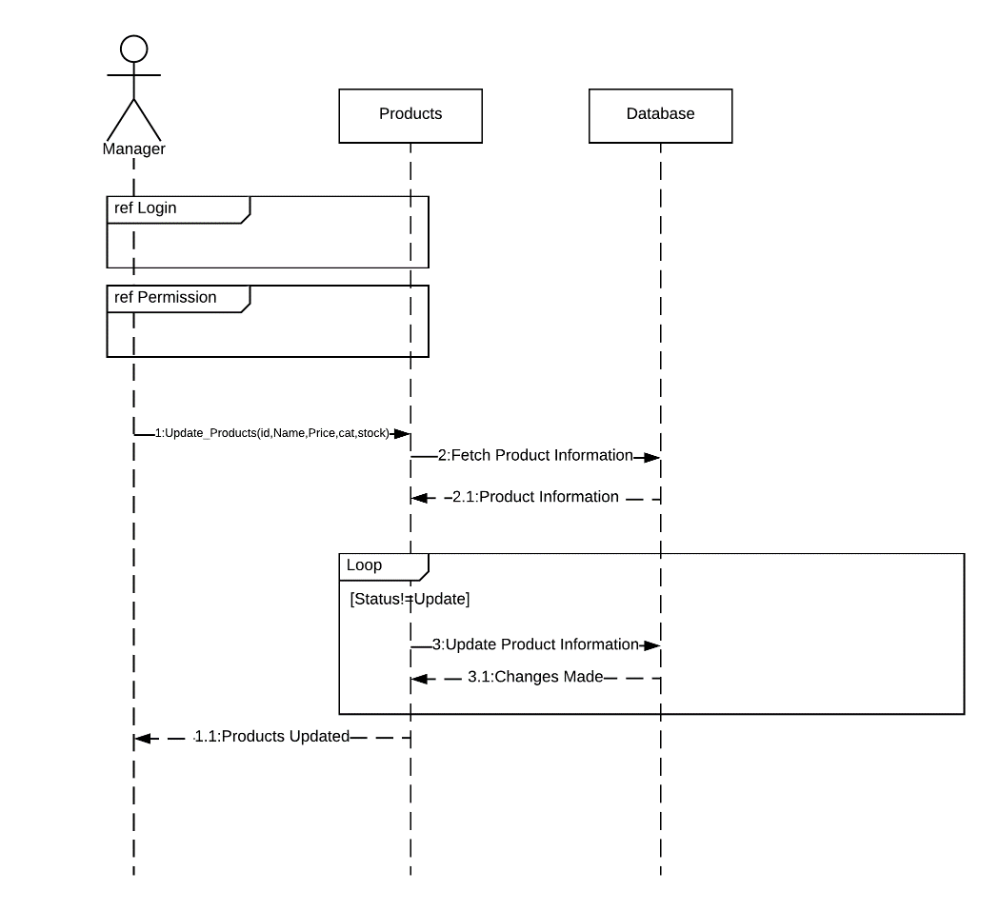 Products
Database
Manager
ref Login
ref Permission
1:Update_Products(id,Name,Price,cat,stock)
2:Fetch Product Information
2.1:Product Information
Loop
[Status!=Update]
3:Update Product Information
3.1:Changes Made
1.1:Products Updated